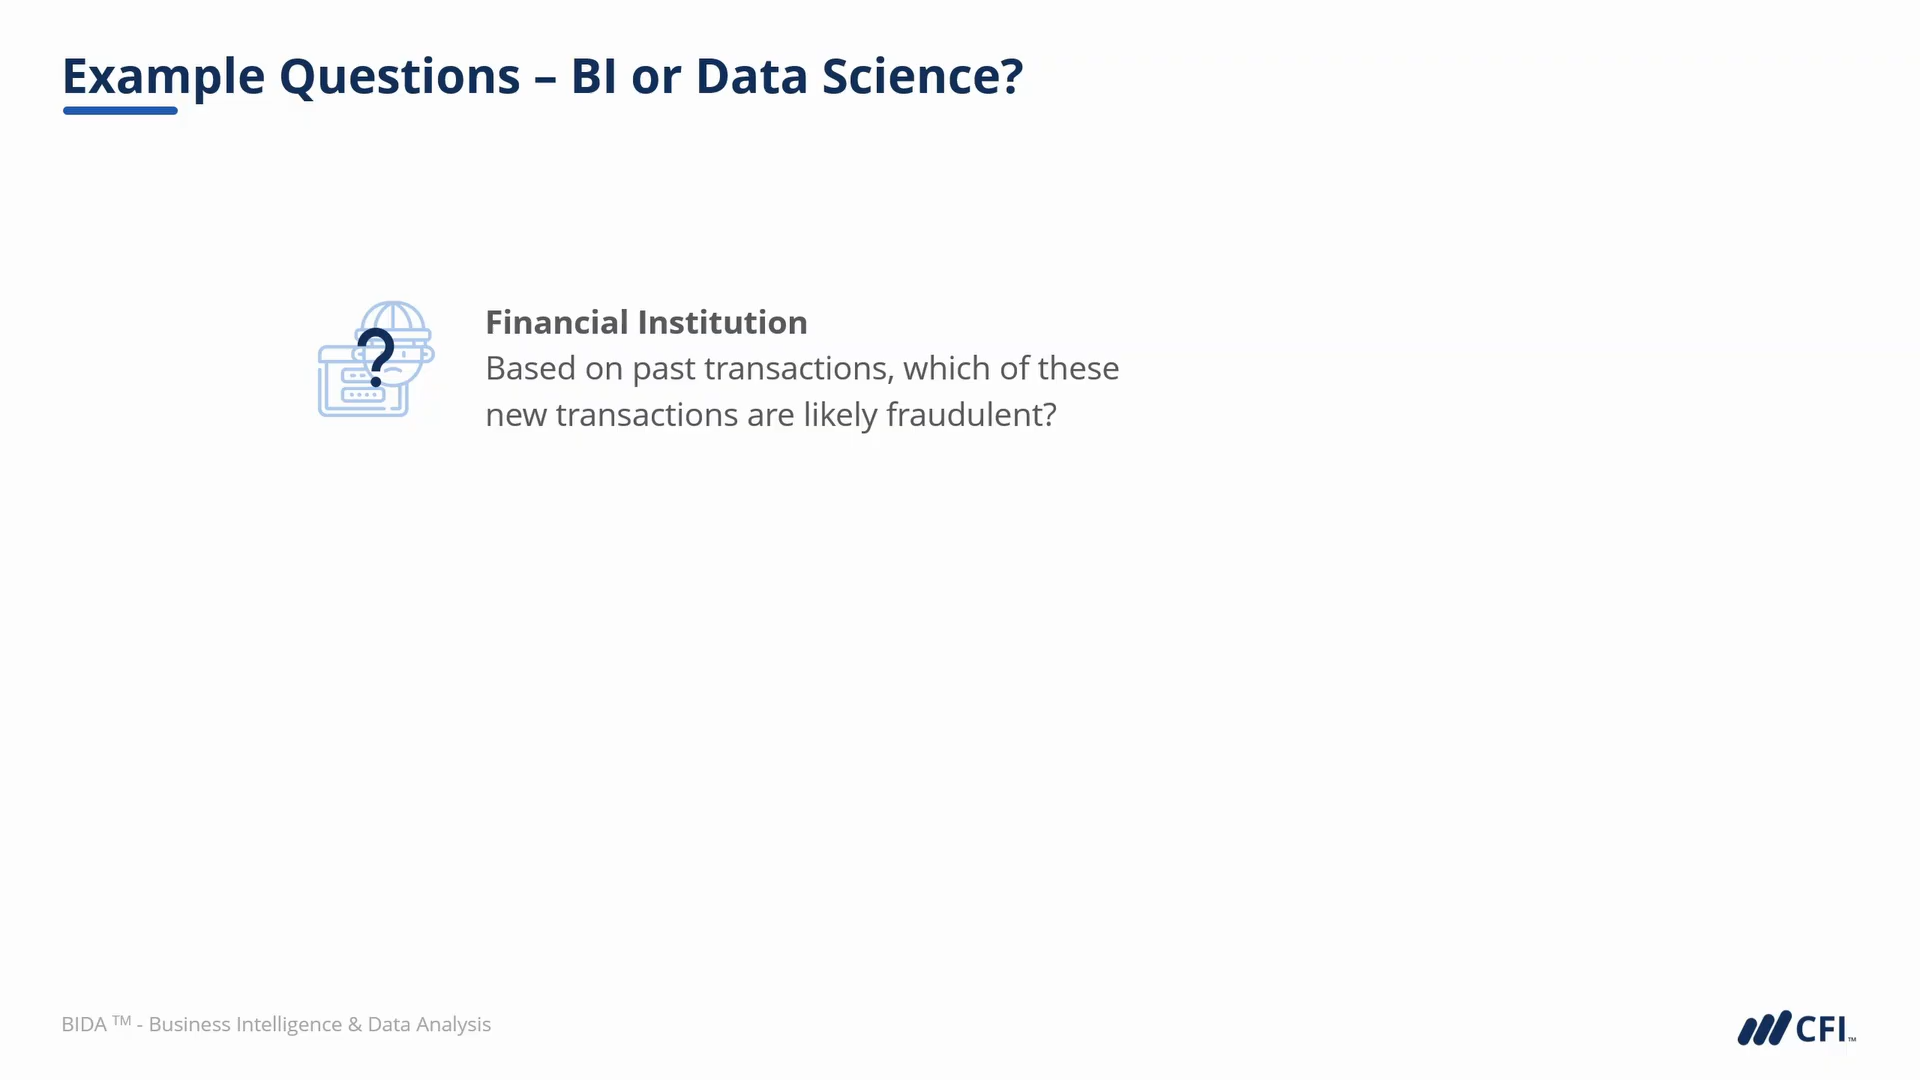 Example Questions – BI or Data Science?
?
Financial Institution
Based on past transactions, which of these
new transactions are likely fraudulent?
BIDA ™ - Business Intelligence & Data Analysis
CFI™